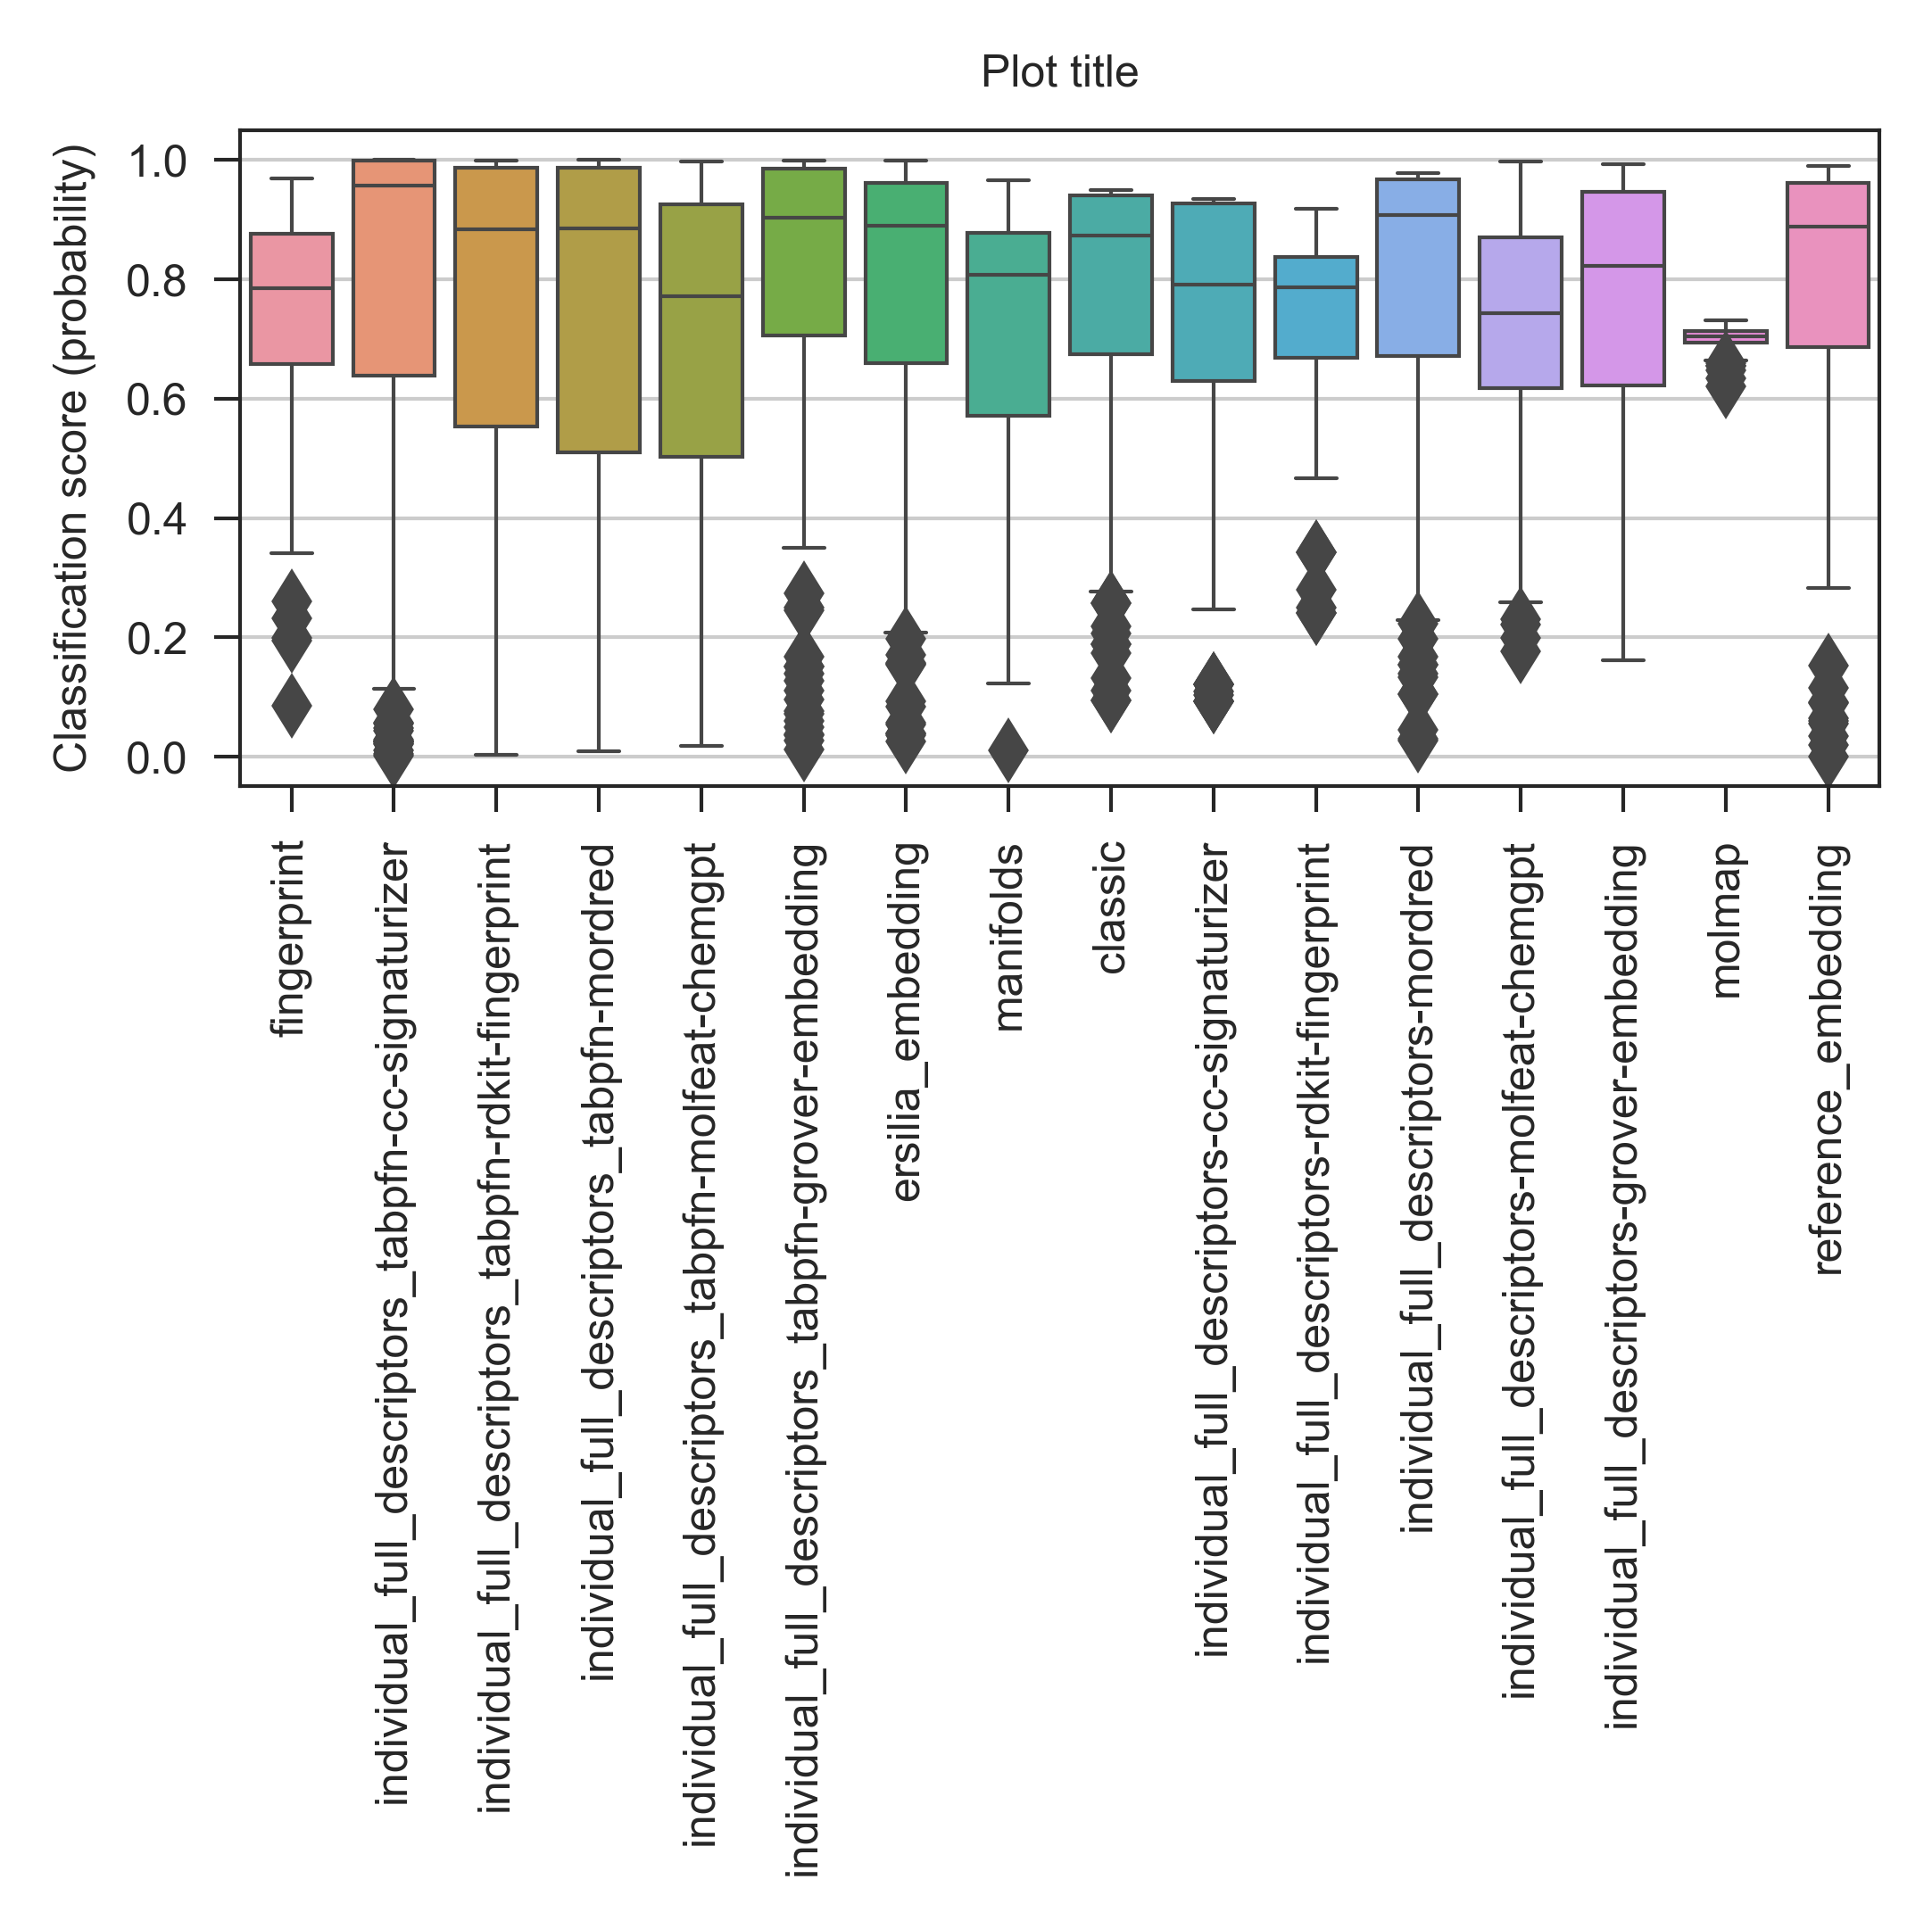 Plot title
Classification score (probability)
1.0
0.8
0.6
0.4
0.2
0.0
fingerprint
individual_full_descriptors_tabpfn-cc-signaturizer
individual_full_descriptors_tabpfn-rdkit-fingerprint
individual_full_descriptors_tabpfn-mordred
individual_full_descriptors_tabpfn-molfeat-chemgpt
individual_full_descriptors_tabpfn-grover-embedding
ersilia_embedding
manifolds
classic
individual_full_descriptors-cc-signaturizer
individual_full_descriptors-rdkit-fingerprint
individual_full_descriptors-mordred
individual_full_descriptors-molfeat-chemgpt
individual_full_descriptors-grover-embedding
molmap
reference_embedding